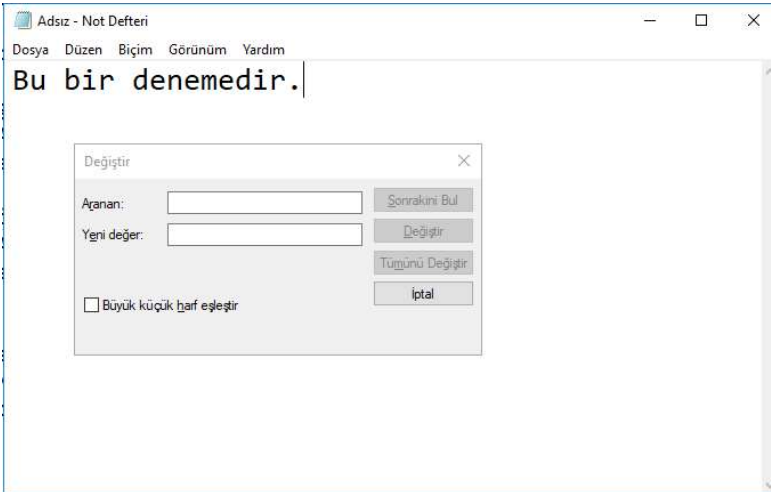 Adsız - Not Defteri
Dosya Düzen Biçim Görünüm Yardım
Bu bir denemedir.
Değiştir
Aranan:
Sonrakini Bul
Yeni değer:
Değiştir
Tümünü Değiştir
İptal
Büyük küçük harf eşleştir